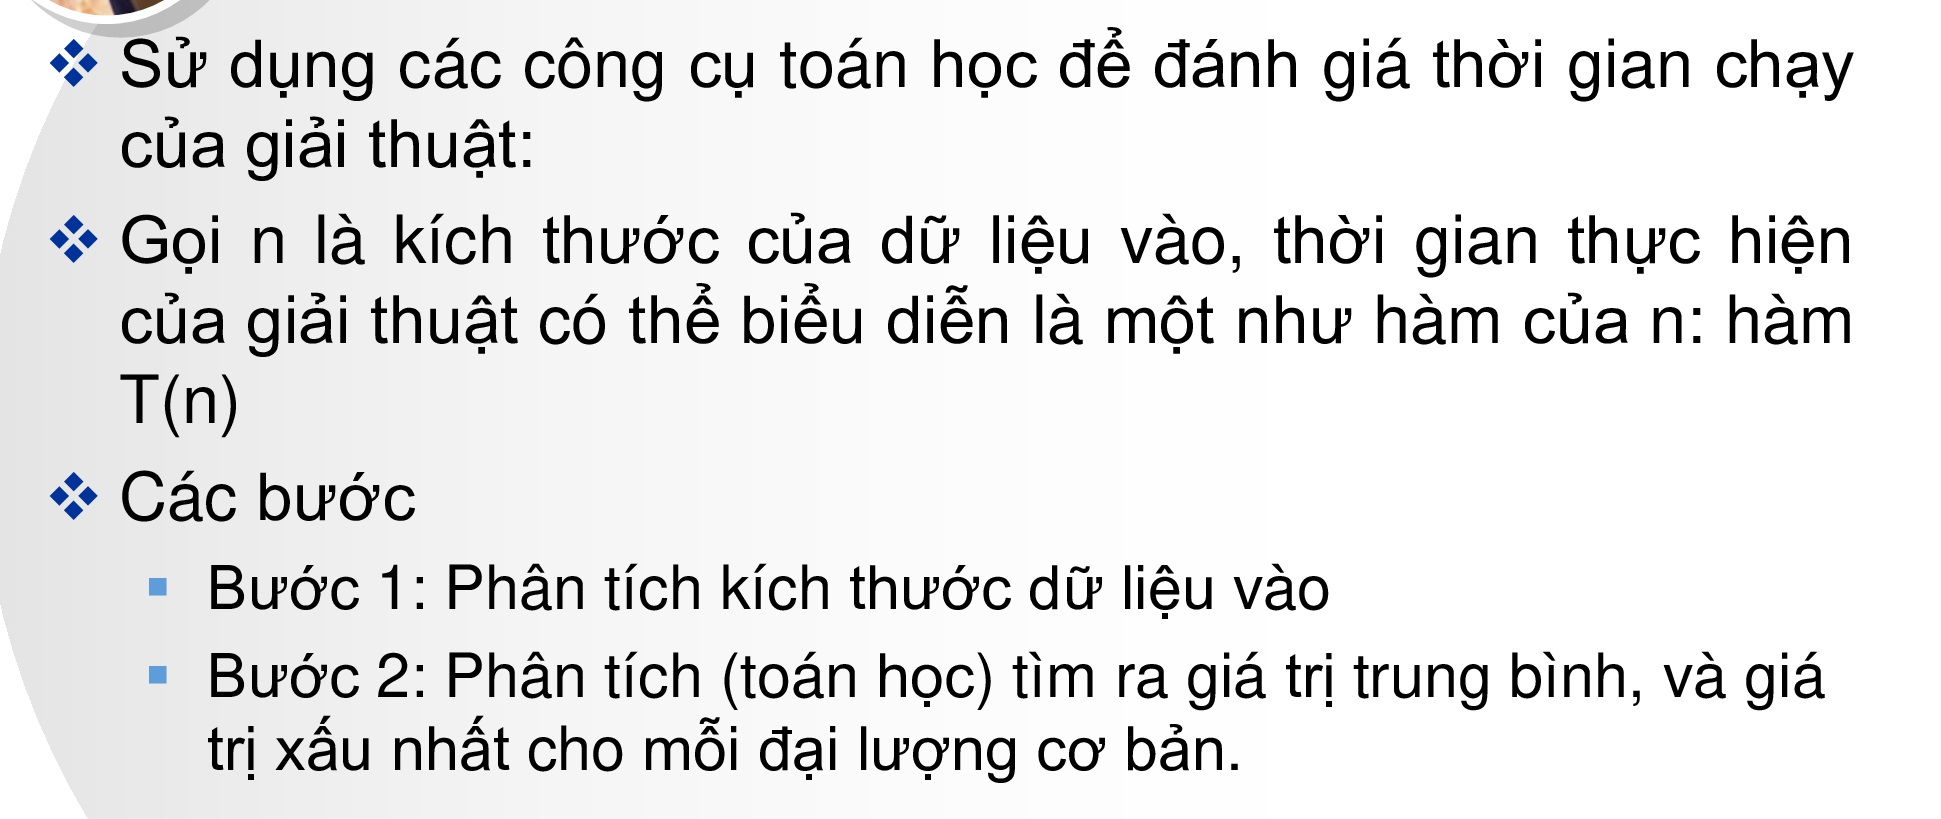 Sử dụng các công cụ toán học để đánh giá thời gian chạy
của giải thuật:
Gọi n là kích thước của dữ liệu vào, thời gian thực hiện
của giải thuật có thể biểu diễn là một như hàm của n: hàm
T(n)
Các bước
Bước 1: Phân tích kích thước dữ liệu vào
Bước 2: Phân tích (toán học) tìm ra giá trị trung bình, và giá
trị xấu nhất cho mỗi đại lượng cơ bản.